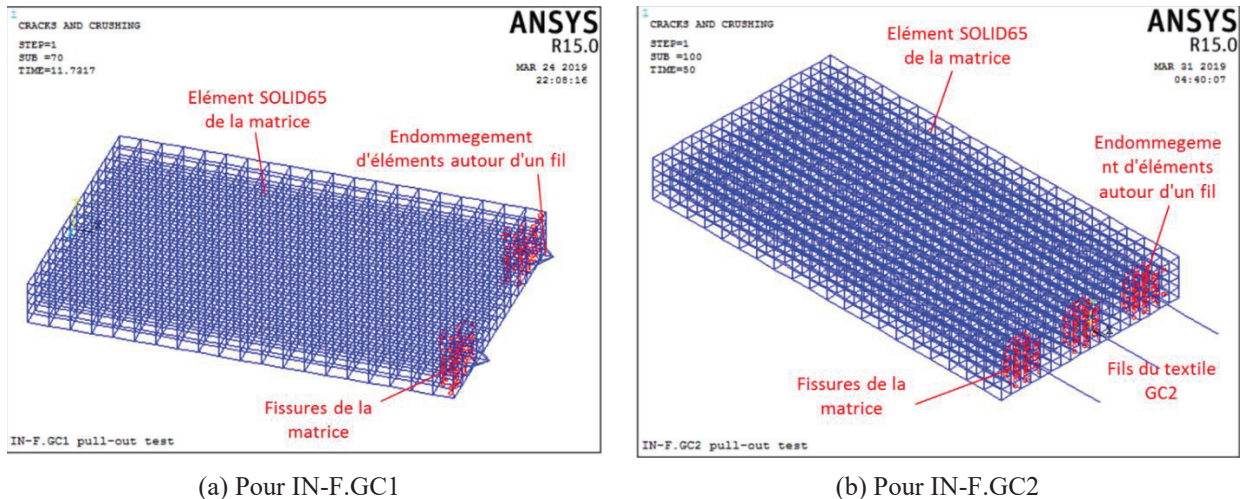 1
CRACKS AND CRUSHING
STEP=1
SUB =70
TIME=11.7317
ANSYS
R15.0
MAR 24 2019
22:08:16
Elément SOLID65
de la matrice
Endommegement
d'éléments autour d'un fil
Fissures de la
matrice
IN-F.GC1 pull-out test
(a) Pour IN-F.GC1
1
CRACKS AND CRUSHING
STEP=1
SUB =100
TIME=50
ANSYS
R15.0
MAR 31 2019
04:40:07
Elément SOLID65
de la matrice
Endommegeme
nt d'éléments
autour d'un fil
Fils du textile
GC2
Fissures de la
matrice
IN-F.GC2 pull-out test
(b) Pour IN-F.GC2